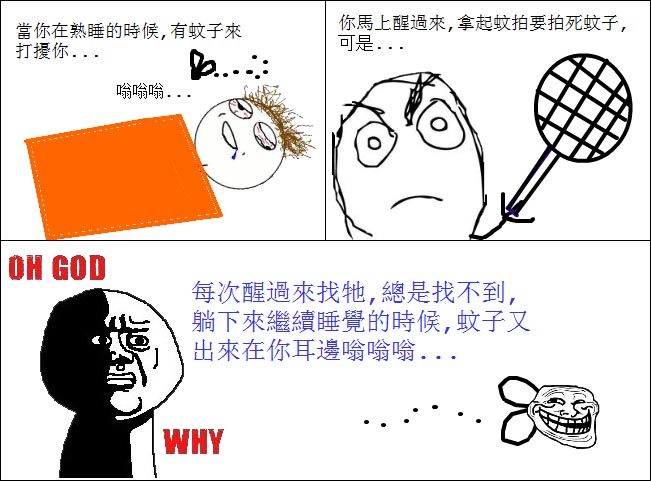 當你在熟睡的時候,有蚊子來
打擾你...
嗡嗡嗡...
你馬上醒過來,拿起蚊拍要拍死蚊子,
可是...
OH GOD
每次醒過來找牠,總是找不到,
躺下來繼續睡覺的時候,蚊子又
出來在你耳邊嗡嗡嗡...
WHY